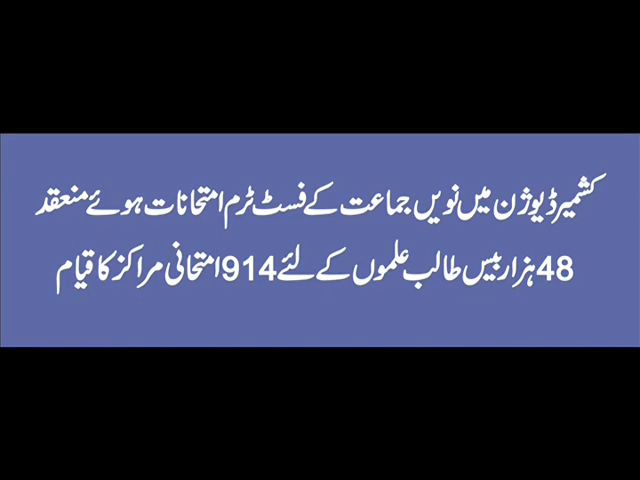 کشمیر ڈیوژن میں نویں جماعت کے فسٹ ٹرم امتحانات ہوئے منعقد
48 ہزار بیس طالب علموں کے لئے 914 امتحانی مراکز کا قیام